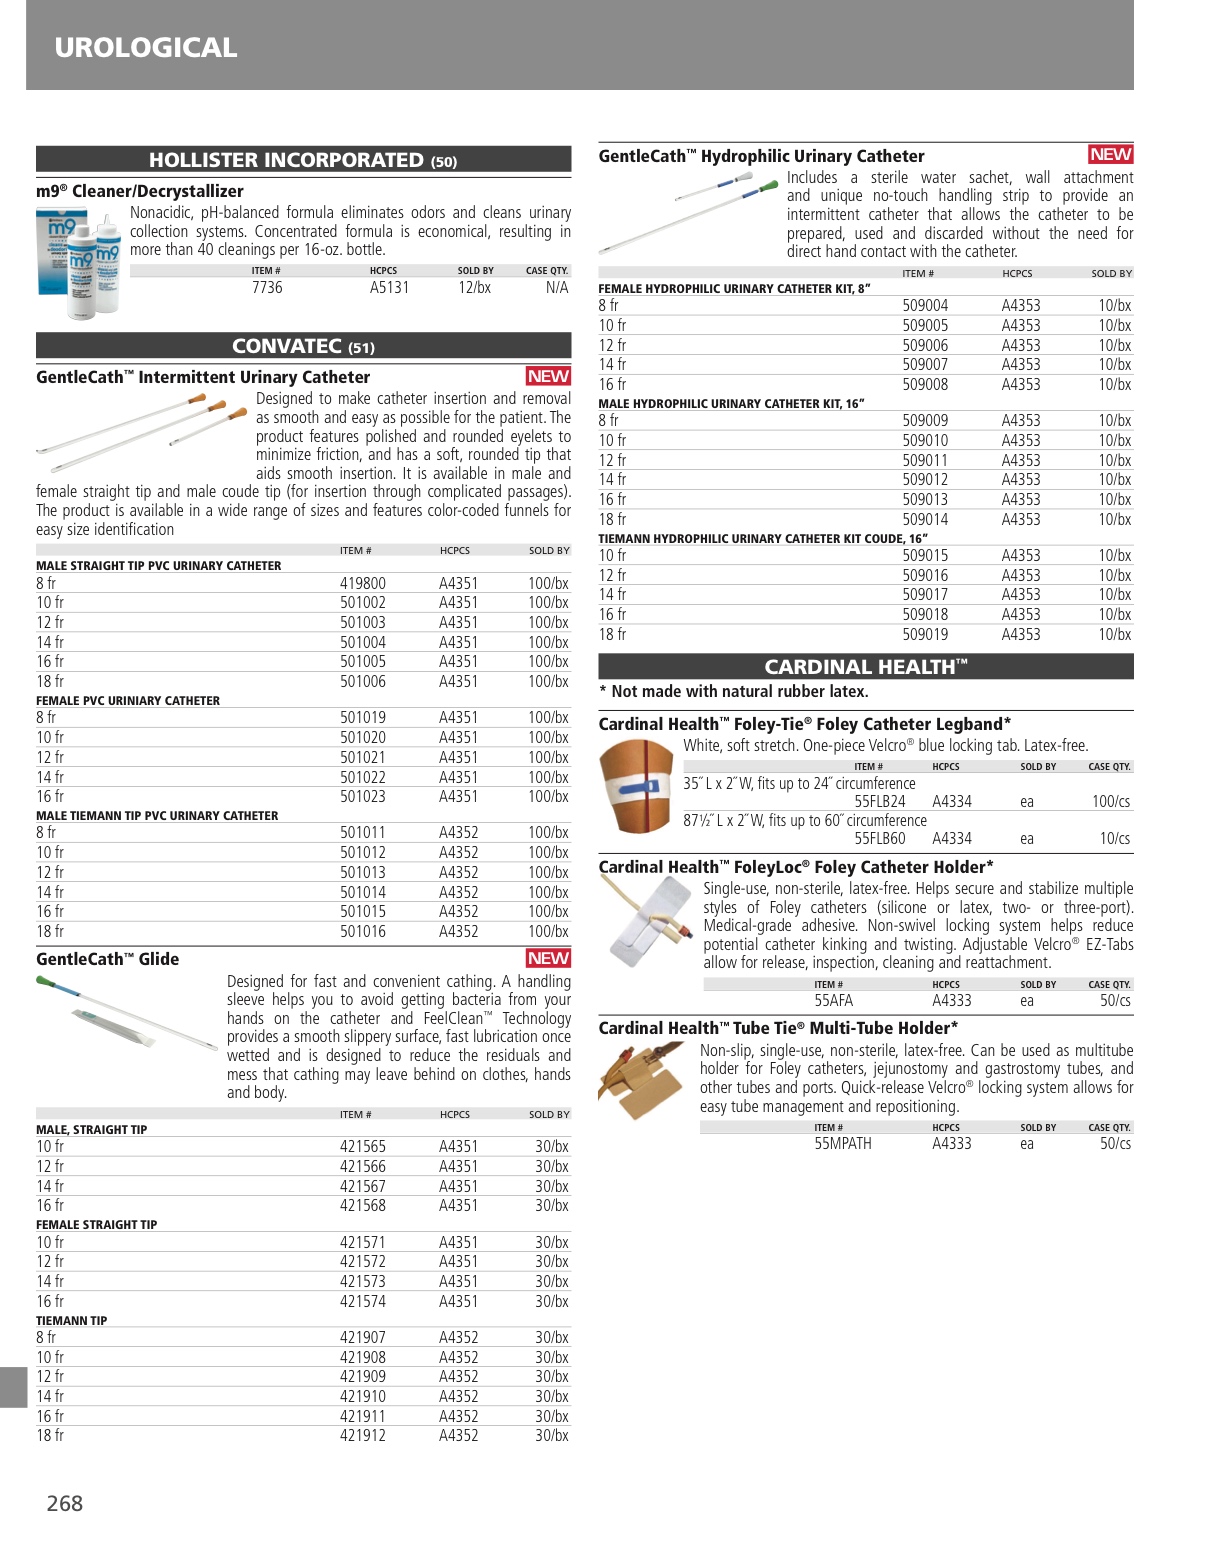 UROLOGICAL
HOLLISTER INCORPORATED (50)
m9® Cleaner/Decrystallizer
Nonacidic, pH-balanced formula eliminates odors and cleans urinary
collection systems. Concentrated formula is economical, resulting in
more than 40 cleanings per 16-oz. bottle.
ITEM # HCPCS SOLD BY CASE QTY.
7736 A5131 12/bx N/A
m9
m9
m9
CONVATEC (51)
GentleCath™ Intermittent Urinary Catheter NEW
Designed to make catheter insertion and removal
as smooth and easy as possible for the patient. The
product features polished and rounded eyelets to
minimize friction, and has a soft, rounded tip that
aids smooth insertion. It is available in male and
female straight tip and male coude tip (for insertion through complicated passages).
The product is available in a wide range of sizes and features color-coded funnels for
easy size identification
ITEM # HCPCS SOLD BY
MALE STRAIGHT TIP PVC URINARY CATHETER
8 fr 419800 A4351 100/bx
10 fr 501002 A4351 100/bx
12 fr 501003 A4351 100/bx
14 fr 501004 A4351 100/bx
16 fr 501005 A4351 100/bx
18 fr 501006 A4351 100/bx
FEMALE PVC URINIARY CATHETER
8 fr 501019 A4351 100/bx
10 fr 501020 A4351 100/bx
12 fr 501021 A4351 100/bx
14 fr 501022 A4351 100/bx
16 fr 501023 A4351 100/bx
MALE TIEMANN TIP PVC URINARY CATHETER
8 fr 501011 A4352 100/bx
10 fr 501012 A4352 100/bx
12 fr 501013 A4352 100/bx
14 fr 501014 A4352 100/bx
16 fr 501015 A4352 100/bx
18 fr 501016 A4352 100/bx
GentleCath™ Glide NEW
Designed for fast and convenient cathing. A handling
sleeve helps you to avoid getting bacteria from your
hands on the catheter and FeelClean™ Technology
provides a smooth slippery surface, fast lubrication once
wetted and is designed to reduce the residuals and
mess that cathing may leave behind on clothes, hands
and body.
ITEM # HCPCS SOLD BY
MALE, STRAIGHT TIP
10 fr 421565 A4351 30/bx
12 fr 421566 A4351 30/bx
14 fr 421567 A4351 30/bx
16 fr 421568 A4351 30/bx
FEMALE STRAIGHT TIP
10 fr 421571 A4351 30/bx
12 fr 421572 A4351 30/bx
14 fr 421573 A4351 30/bx
16 fr 421574 A4351 30/bx
TIEMANN TIP
8 fr 421907 A4352 30/bx
10 fr 421908 A4352 30/bx
12 fr 421909 A4352 30/bx
14 fr 421910 A4352 30/bx
16 fr 421911 A4352 30/bx
18 fr 421912 A4352 30/bx
GentleCath™ Hydrophilic Urinary Catheter NEW
Includes a sterile water sachet, wall attachment
and unique no-touch handling strip to provide an
intermittent catheter that allows the catheter to be
prepared, used and discarded without the need for
direct hand contact with the catheter.
ITEM # HCPCS SOLD BY
FEMALE HYDROPHILIC URINARY CATHETER KIT, 8”
8 fr 509004 A4353 10/bx
10 fr 509005 A4353 10/bx
12 fr 509006 A4353 10/bx
14 fr 509007 A4353 10/bx
16 fr 509008 A4353 10/bx
MALE HYDROPHILIC URINARY CATHETER KIT, 16”
8 fr 509009 A4353 10/bx
10 fr 509010 A4353 10/bx
12 fr 509011 A4353 10/bx
14 fr 509012 A4353 10/bx
16 fr 509013 A4353 10/bx
18 fr 509014 A4353 10/bx
TIEMANN HYDROPHILIC URINARY CATHETER KIT COUDE, 16”
10 fr 509015 A4353 10/bx
12 fr 509016 A4353 10/bx
14 fr 509017 A4353 10/bx
16 fr 509018 A4353 10/bx
18 fr 509019 A4353 10/bx
CARDINAL HEALTH™
* Not made with natural rubber latex.
Cardinal Health™ Foley-Tie® Foley Catheter Legband*
White, soft stretch. One-piece Velcro® blue locking tab. Latex-free.
ITEM # HCPCS SOLD BY CASE QTY.
35˝ L x 2˝ W, fits up to 24˝ circumference
55FLB24 A4334 ea 100/cs
87½˝ L x 2˝ W, fits up to 60˝ circumference
55FLB60 A4334 ea 10/cs
Cardinal Health™ FoleyLoc® Foley Catheter Holder*
Single-use, non-sterile, latex-free. Helps secure and stabilize multiple
styles of Foley catheters (silicone or latex, two- or three-port).
Medical-grade adhesive. Non-swivel locking system helps reduce
potential catheter kinking and twisting. Adjustable Velcro® EZ-Tabs
allow for release, inspection, cleaning and reattachment.
ITEM # HCPCS SOLD BY CASE QTY.
55AFA A4333 ea 50/cs
Cardinal Health™ Tube Tie® Multi-Tube Holder*
Non-slip, single-use, non-sterile, latex-free. Can be used as multitube
holder for Foley catheters, jejunostomy and gastrostomy tubes, and
other tubes and ports. Quick-release Velcro® locking system allows for
easy tube management and repositioning.
ITEM # HCPCS SOLD BY CASE QTY.
55MPATH A4333 ea 50/cs
268